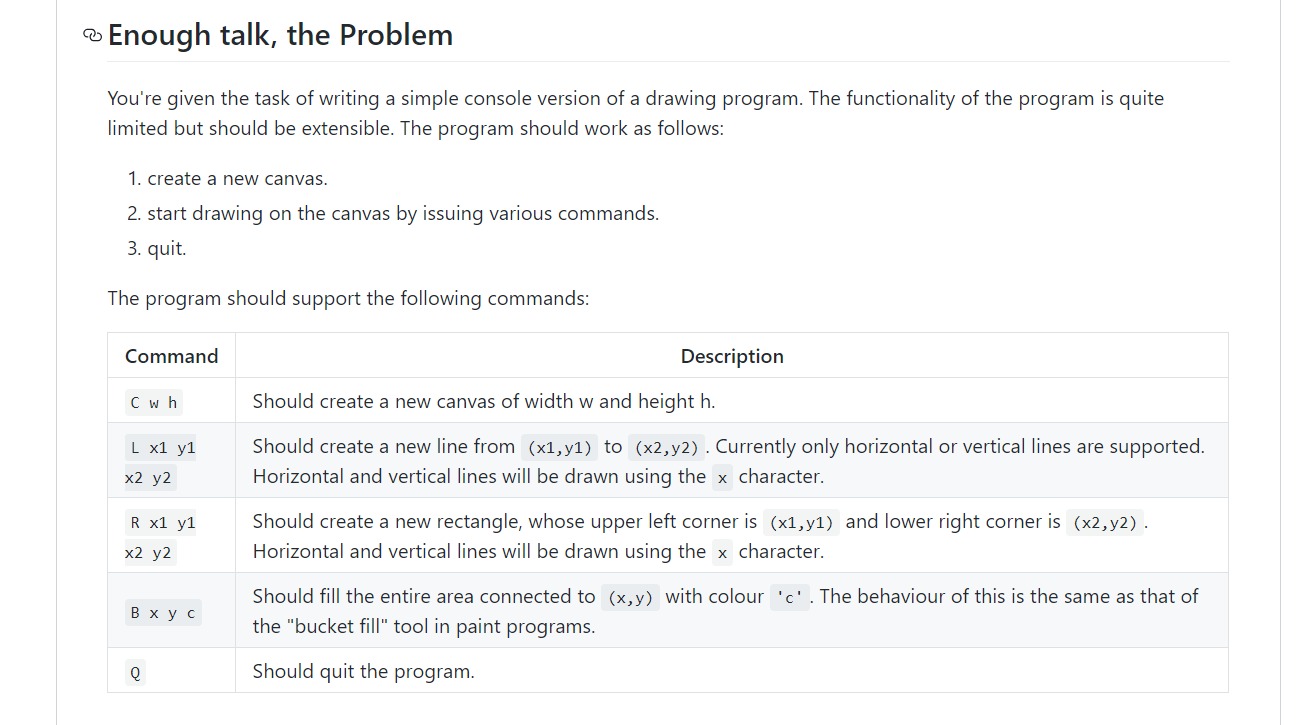 Enough talk, the Problem
You're given the task of writing a simple console version of a drawing program. The functionality of the program is quite
limited but should be extensible. The program should work as follows:
1. create a new canvas.
2. start drawing on the canvas by issuing various commands.
3. quit.
The program should support the following commands:
Command Description
C w h Should create a new canvas of width w and height h.
L x1 y1 Should create a new line from (x1,y1) to (x2,y2). Currently only horizontal or vertical lines are supported.
x2 y2 Horizontal and vertical lines will be drawn using the x character.
R x1 y1 Should create a new rectangle, whose upper left corner is (x1,y1) and lower right corner is (x2,y2).
x2 y2 Horizontal and vertical lines will be drawn using the x character.
B x y c Should fill the entire area connected to (x,y) with colour 'c'. The behaviour of this is the same as that of
the "bucket fill" tool in paint programs.
Q Should quit the program.